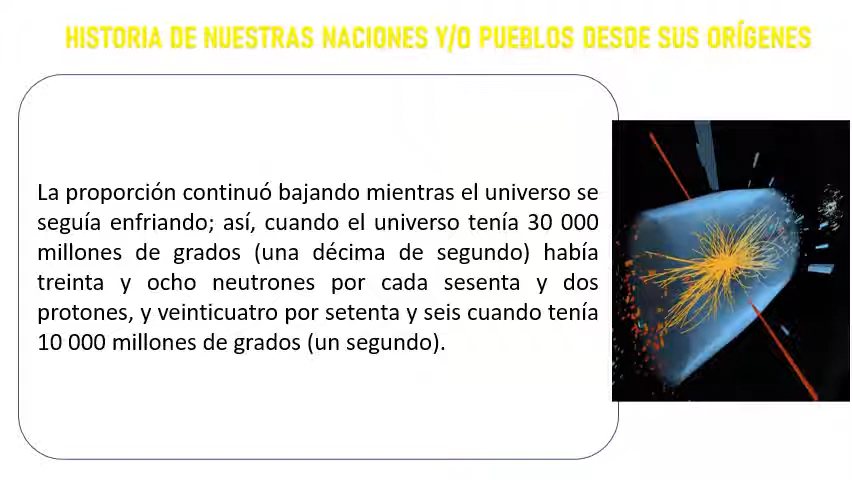 HISTORIA DE NUESTRAS NACIONES Y/O PUEBLOS DESDE SUS ORÍGENES
La proporción continuó bajando mientras el universo se
seguía enfriando; así, cuando el universo tenía 30 000
millones de grados (una décima de segundo) había
treinta y ocho neutrones por cada sesenta y dos
protones, y veinticuatro por setenta y seis cuando tenía
10 000 millones de grados (un segundo).